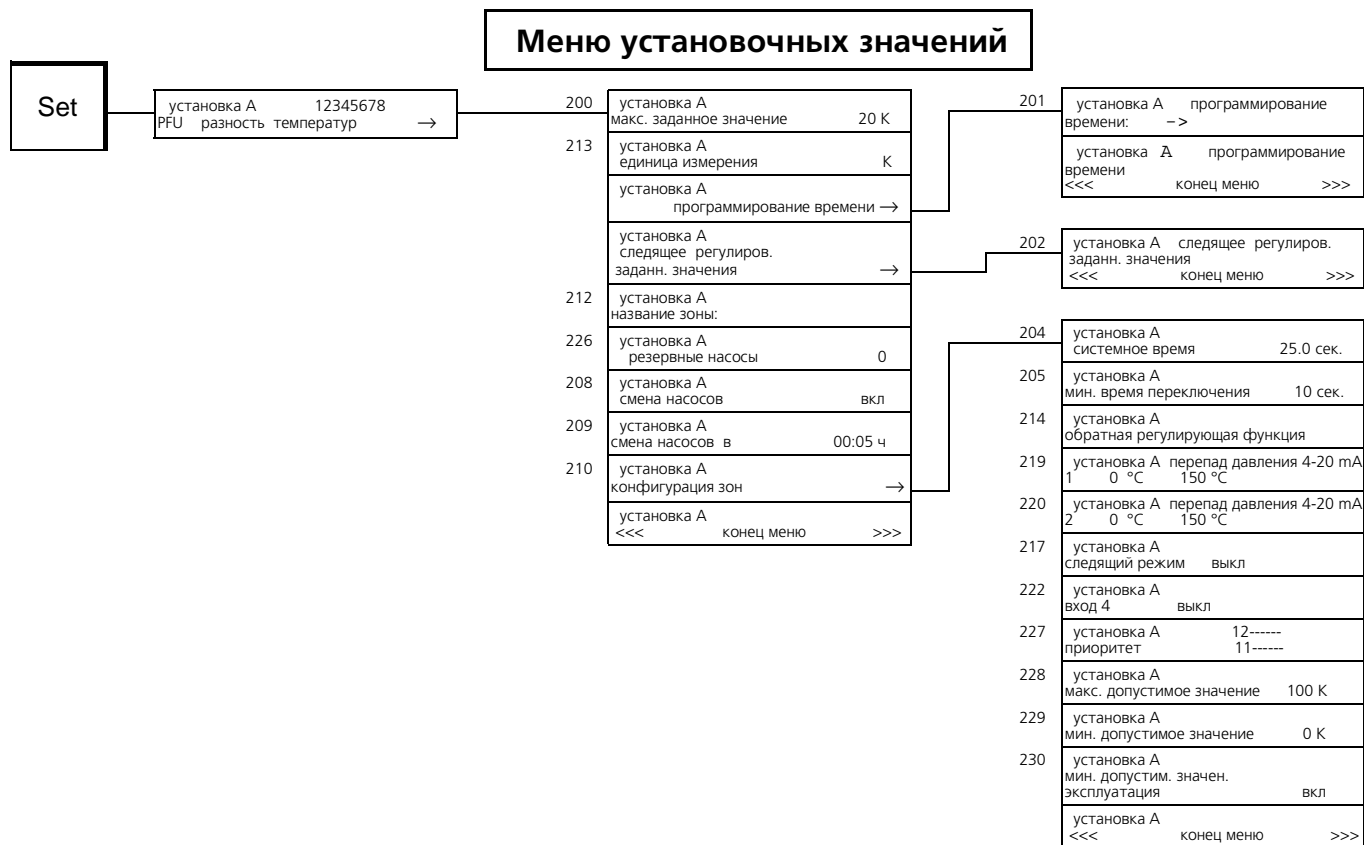 Меню установочных значений
Set
установка A 12345678
PFU разность температур →
200 установка A
макс. заданное значение 20 K
213 установка A
единица измерения K
установка A
программирование времени →
установка A
следящее регулиров.
заданн. значения →
212 установка A
название зоны:
226 установка A
резервные насосы 0
208 установка A
смена насосов вкл
209 установка A
смена насосов в 00:05 ч
210 установка A
конфигурация зон →
установка A
<<< конец меню >>>
201 установка A программирование
времени: –>
установка A программирование
времени
<<< конец меню >>>
202 установка A следящее регулиров.
заданн. значения
<<< конец меню >>>
204 установка A
системное время 25.0 сек.
205 установка A
мин. время переключения 10 сек.
214 установка A
обратная регулирующая функция
219 установка A перепад давления 4-20 mA
1 0 °C 150 °C
220 установка A перепад давления 4-20 mA
2 0 °C 150 °C
217 установка A
следящий режим выкл
222 установка A
вход 4 выкл
227 установка A 12------
приоритет 11------
228 установка A
макс. допустимое значение 100 K
229 установка A
мин. допустимое значение 0 K
230 установка A
мин. допустим. значен.
эксплуатация вкл
установка A
<<< конец меню >>>